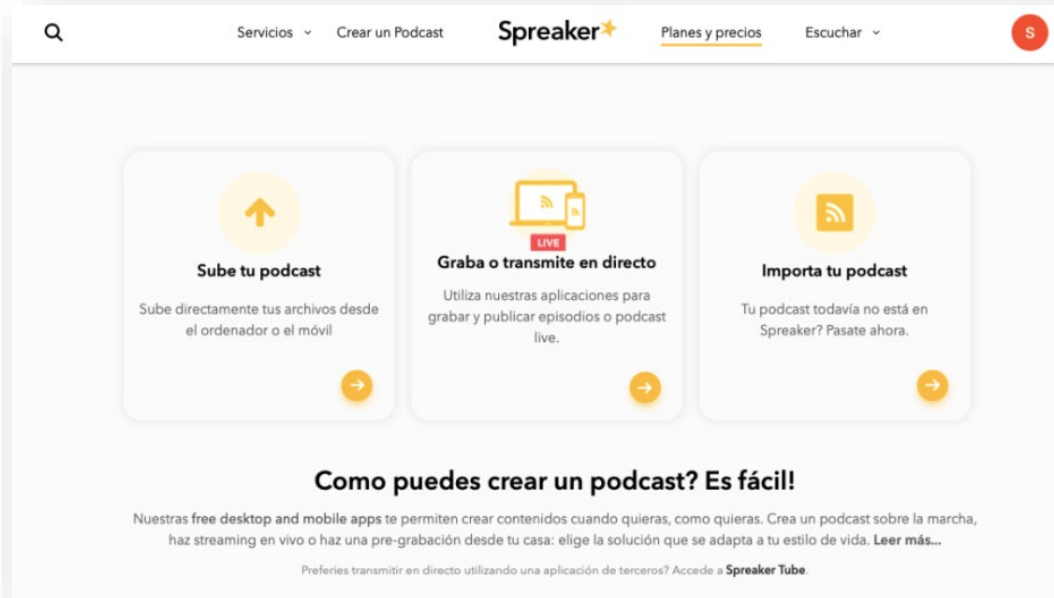 Servicios
Crear un Podcast
Spreaker
Planes y precios
Escuchar
S
Sube tu podcast
Sube directamente tus archivos desde
el ordenador o el móvil
LIVE
Graba o transmite en directo
Utiliza nuestras aplicaciones para
grabar y publicar episodios o podcast
live.
Importa tu podcast
Tu podcast todavía no está en
Spreaker? Pasate ahora.
Como puedes crear un podcast? Es fácil!
Nuestras free desktop and mobile apps te permiten crear contenidos cuando quieras, como quieras. Crea un podcast sobre la marcha,
haz streaming en vivo o haz una pre-grabación desde tu casa: elige la solución que se adapta a tu estilo de vida. Leer más...
Preferies transmitir en directo utilizando una aplicación de terceros? Accede a Spreaker Tube.